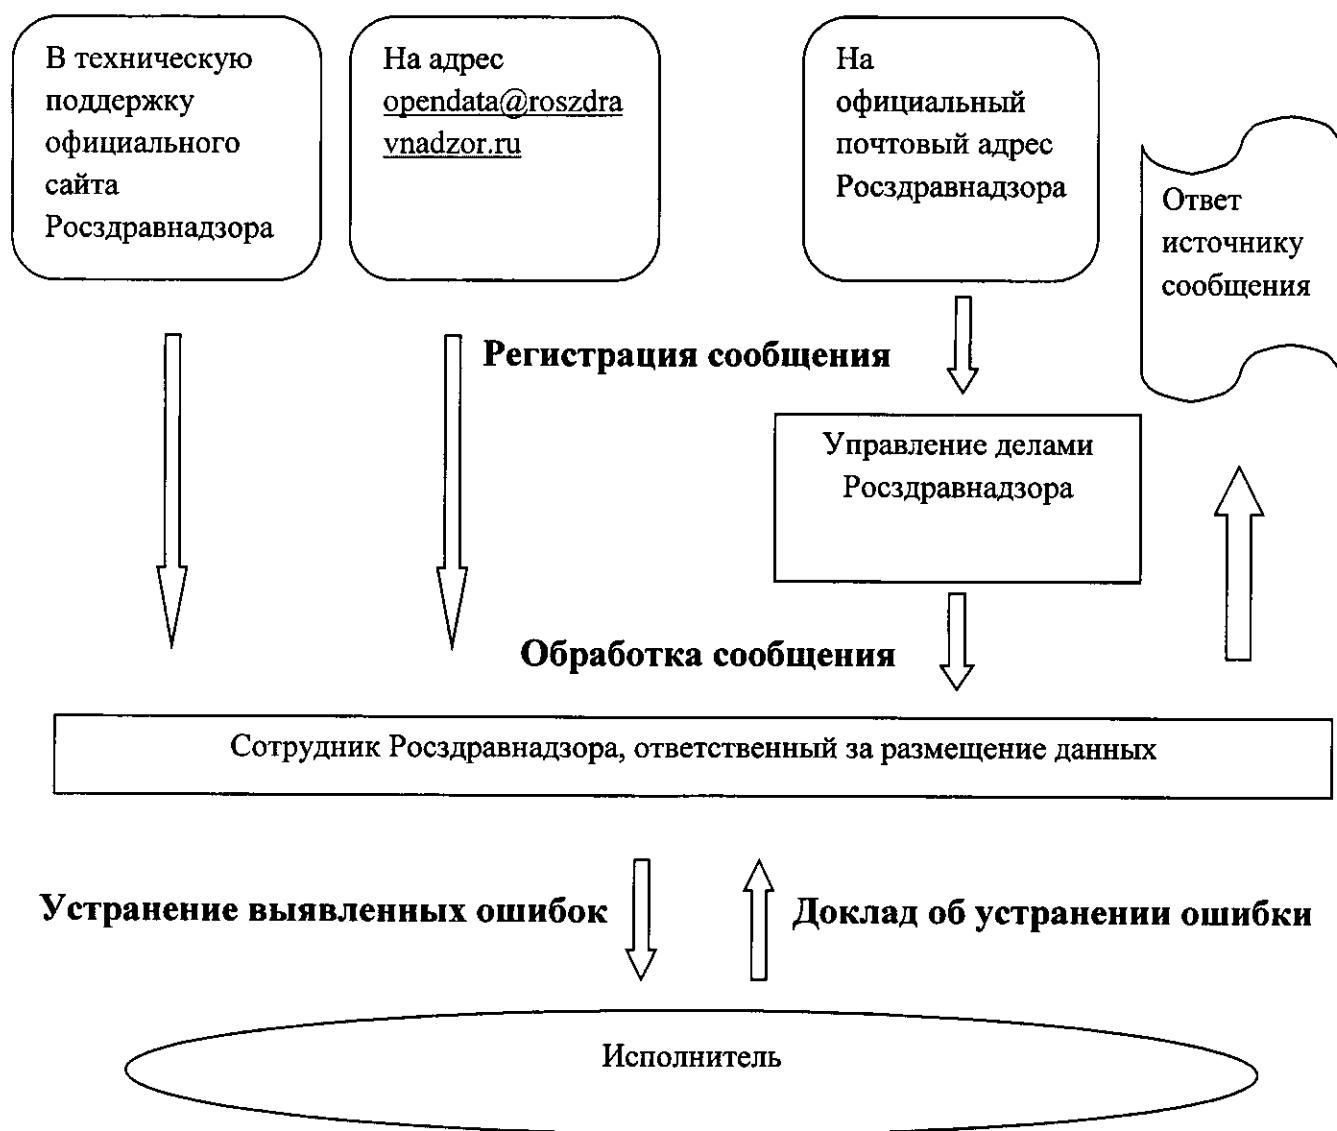 В техническую
поддержку
официального
сайта
Росздравнадзора
На адрес
opendata@roszdra
vnadzor.ru
На
официальный
почтовый адрес
Росздравнадзора
Ответ
источнику
сообщения
Регистрация сообщения
Управление делами
Росздравнадзора
Обработка сообщения
Сотрудник Росздравнадзора, ответственный за размещение данных
Устранение выявленных ошибок
Доклад об устранении ошибки
Исполнитель